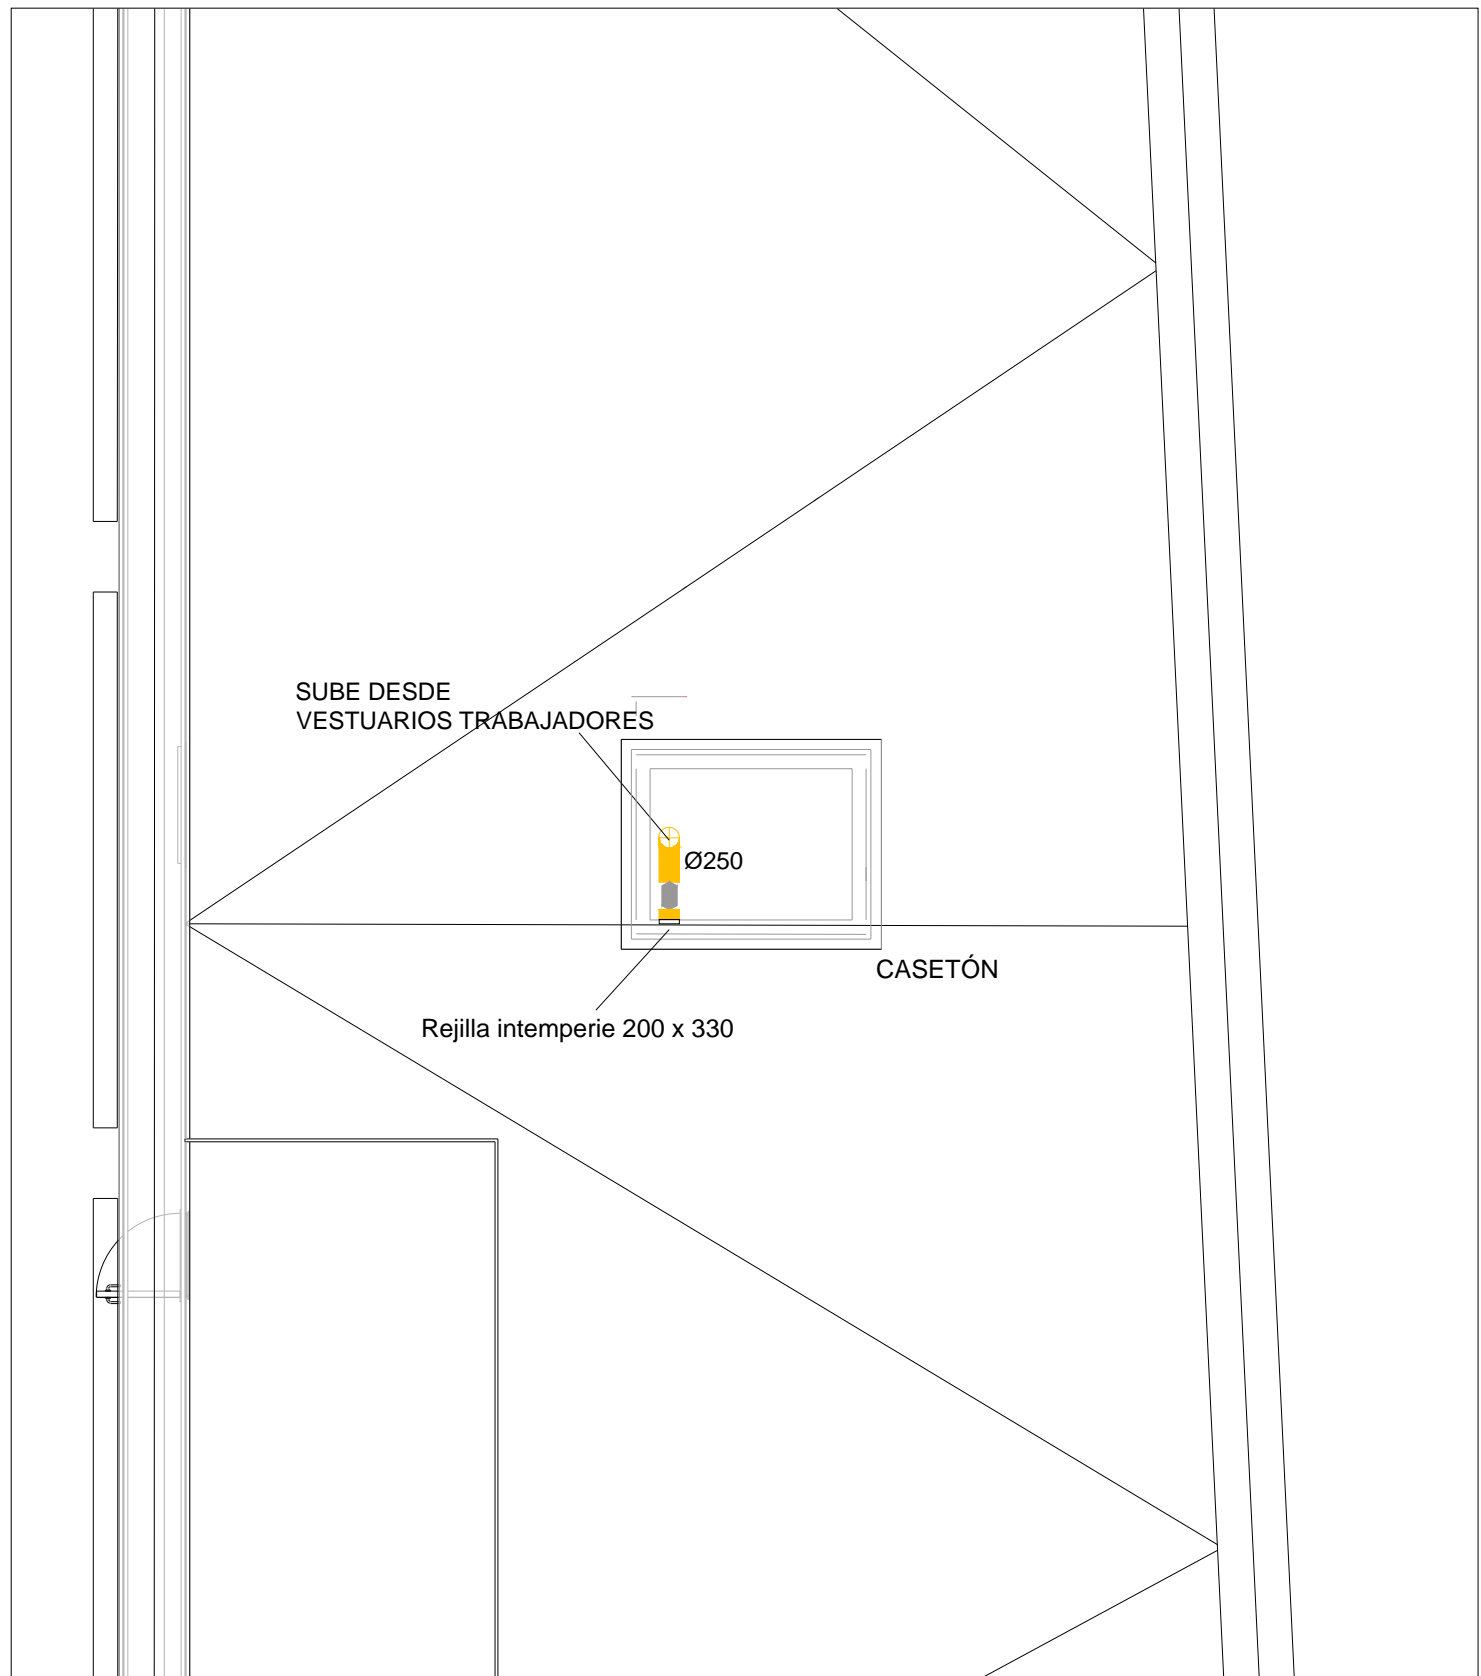 SUBE DESDE
VESTUARIOS TRABAJADORES
Ø250
CASETÓN
Rejilla intemperie 200 x 330